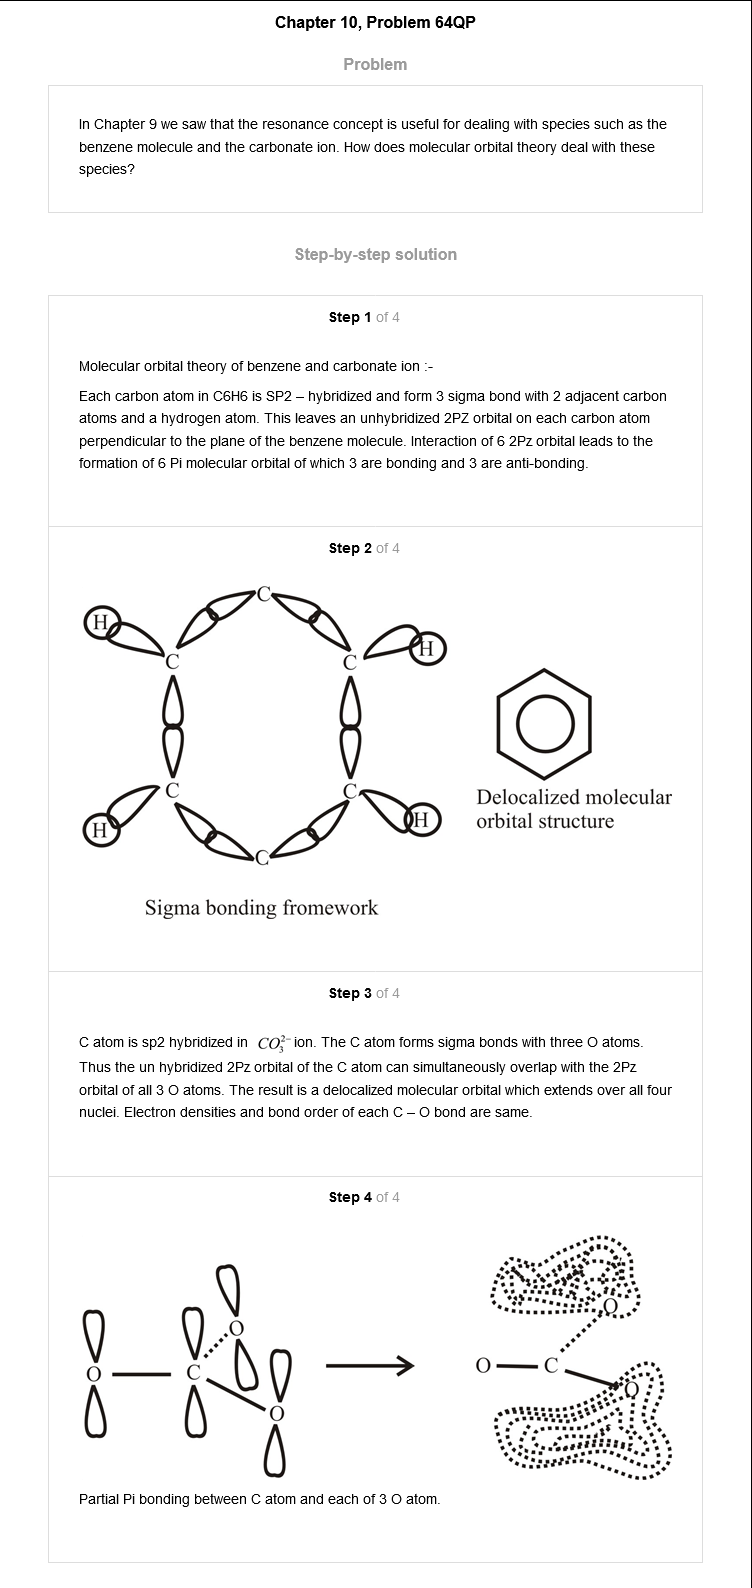 Chapter 10, Problem 64QP
Problem
In Chapter 9 we saw that the resonance concept is useful for dealing with species such as the
benzene molecule and the carbonate ion. How does molecular orbital theory deal with these
species?
Step-by-step solution
Step 1 of 4
Molecular orbital theory of benzene and carbonate ion :-
Each carbon atom in C6H6 is SP2 – hybridized and form 3 sigma bond with 2 adjacent carbon
atoms and a hydrogen atom. This leaves an unhybridized 2PZ orbital on each carbon atom
perpendicular to the plane of the benzene molecule. Interaction of 6 2Pz orbital leads to the
formation of 6 Pi molecular orbital of which 3 are bonding and 3 are anti-bonding.
Step 2 of 4
C
H
H
C
C
C
C
H
H
C
Delocalized molecular
orbital structure
Sigma bonding fromework
Step 3 of 4
C atom is sp2 hybridized in CO₃²⁻ ion. The C atom forms sigma bonds with three O atoms.
Thus the un hybridized 2Pz orbital of the C atom can simultaneously overlap with the 2Pz
orbital of all 3 O atoms. The result is a delocalized molecular orbital which extends over all four
nuclei. Electron densities and bond order of each C – O bond are same.
Step 4 of 4
O
O C
O
O
O C
O
Partial Pi bonding between C atom and each of 3 O atom.